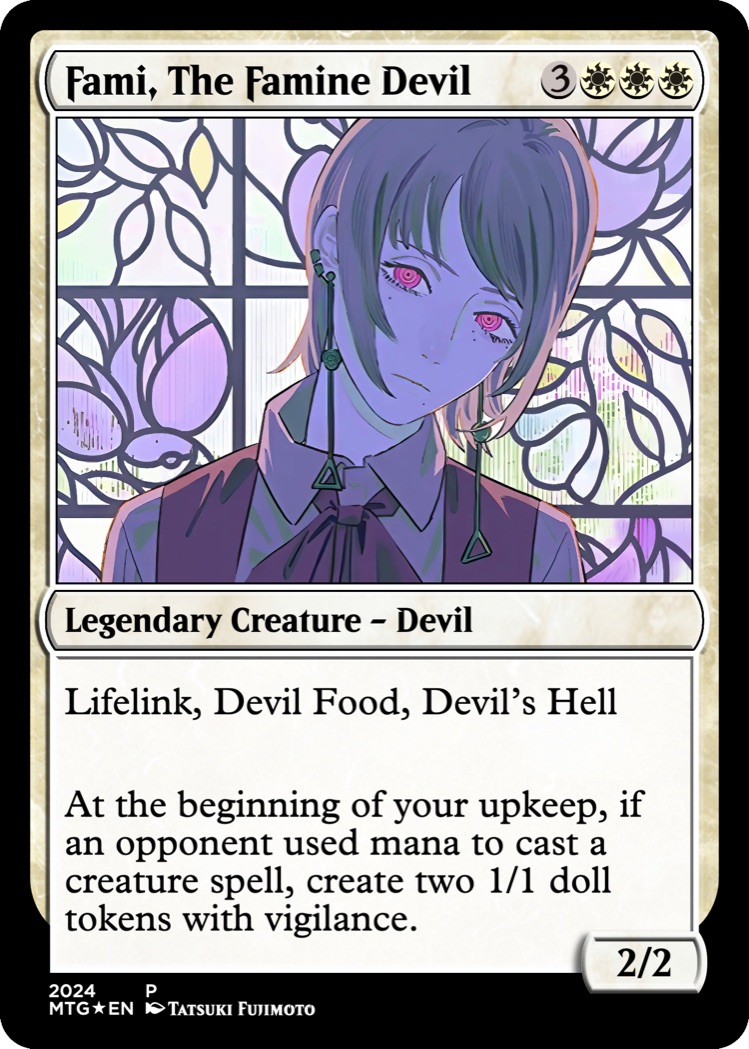 Fami, The Famine Devil 3
Legendary Creature – Devil
Lifelink, Devil Food, Devil's Hell
At the beginning of your upkeep, if
an opponent used mana to cast a
creature spell, create two 1/1 doll
tokens with vigilance.
2/2
2024 P
MTG★EN Tatsuki Fujimoto